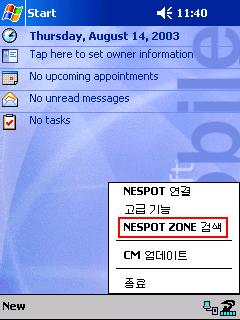 Start 11:40
Thursday, August 14, 2003
Tap here to set owner information
No upcoming appointments
No unread messages
No tasks
NESPOT 연결
고급 기능
NESPOT ZONE 검색
CM 업데이트
종료
New